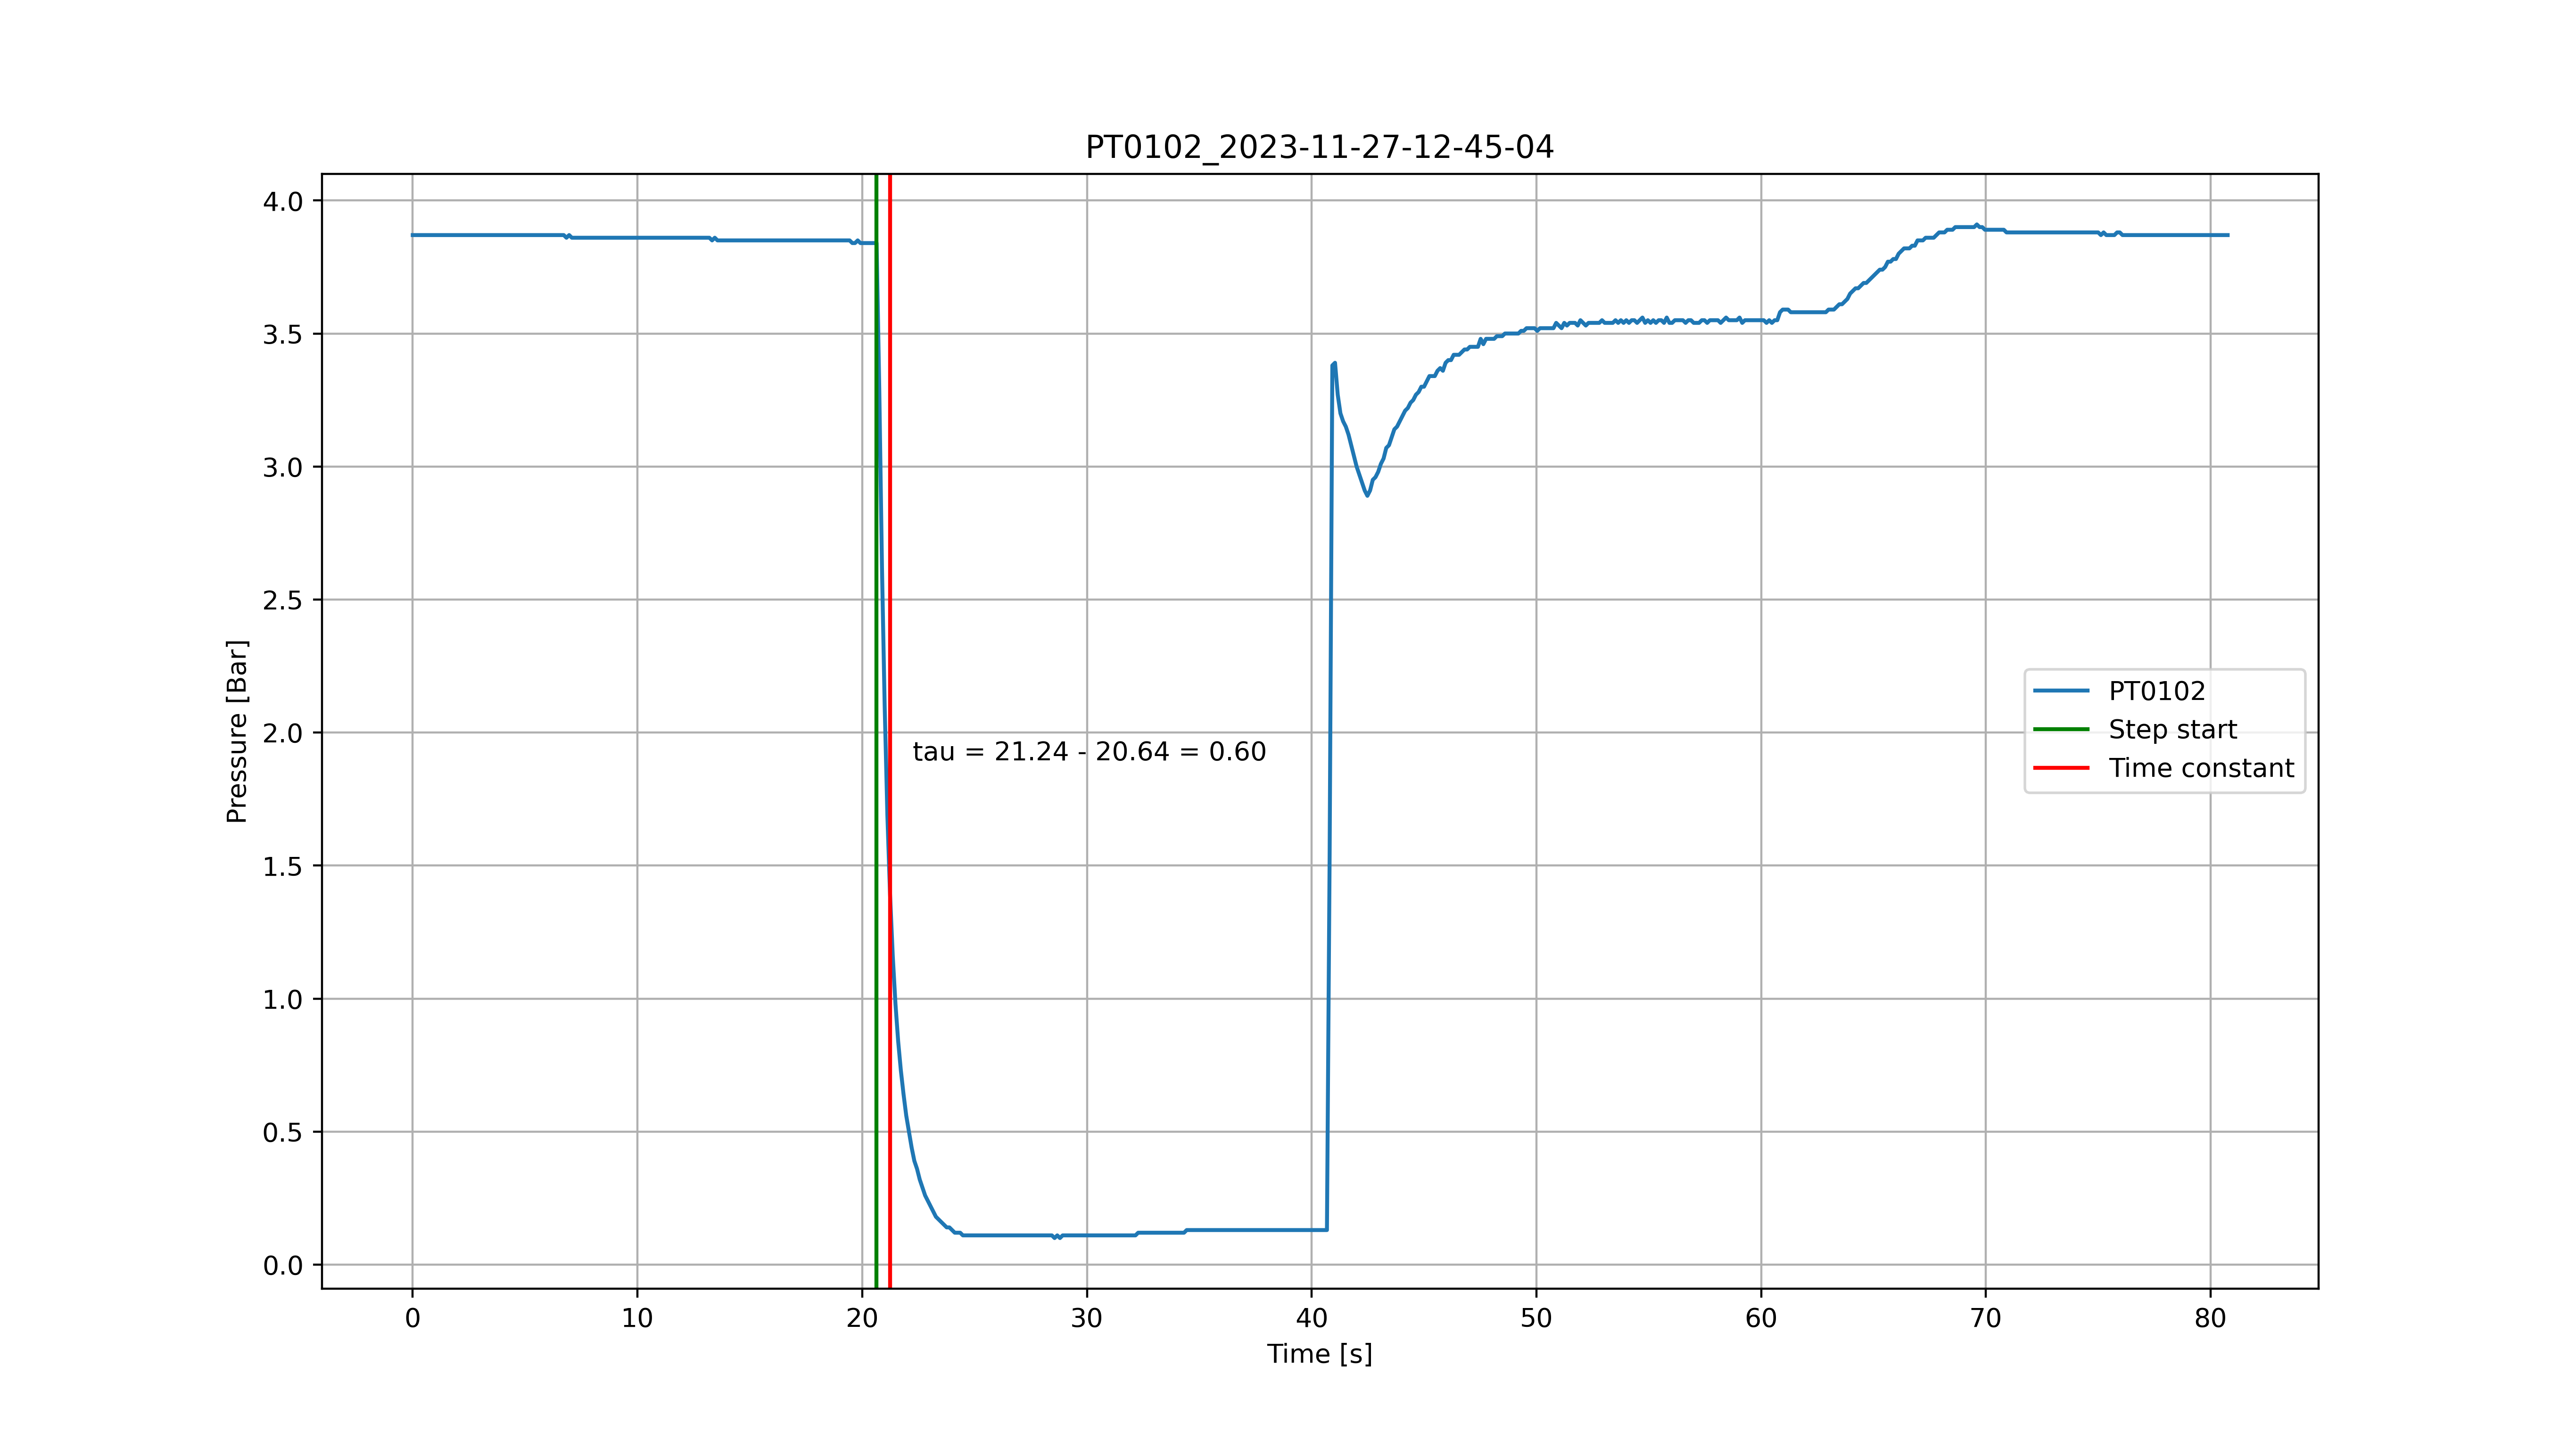 PT0102_2023-11-27-12-45-04
4.0
3.5
3.0
2.5
2.0
1.5
1.0
0.5
0.0
Pressure [Bar]
tau = 21.24 - 20.64 = 0.60
PT0102
Step start
Time constant
0 10 20 30 40 50 60 70 80
Time [s]